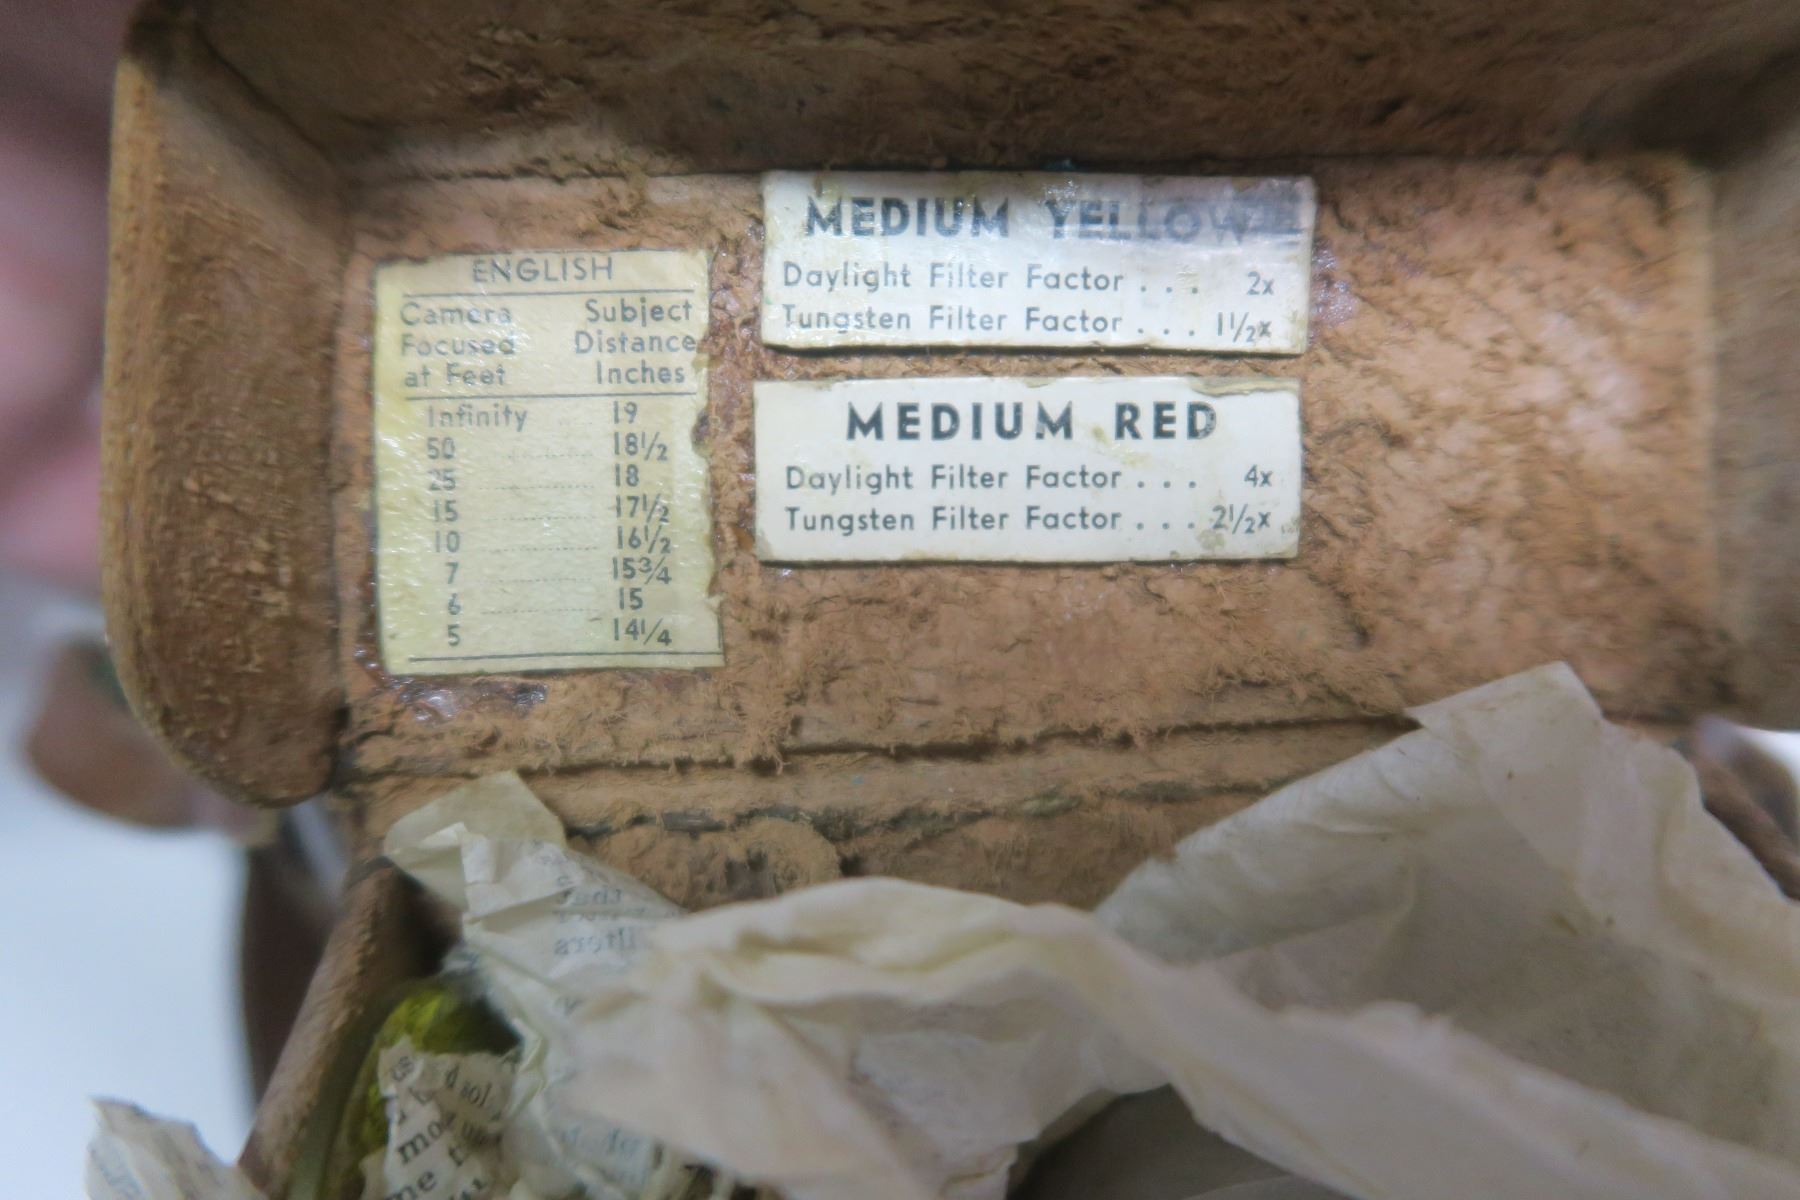 ENGLISH
Camera Subject
Focused Distance
at Feet Inches
Infinity ..... 19
50 ..... 18½
25 ..... 18
15 ..... 17½
10 ..... 16½
7 ..... 15¾
6 ..... 15
5 ..... 14¼
MEDIUM YELLOW
Daylight Filter Factor . . . 2x
Tungsten Filter Factor . . . 1½x
MEDIUM RED
Daylight Filter Factor . . . 4x
Tungsten Filter Factor . . . 2½x
that